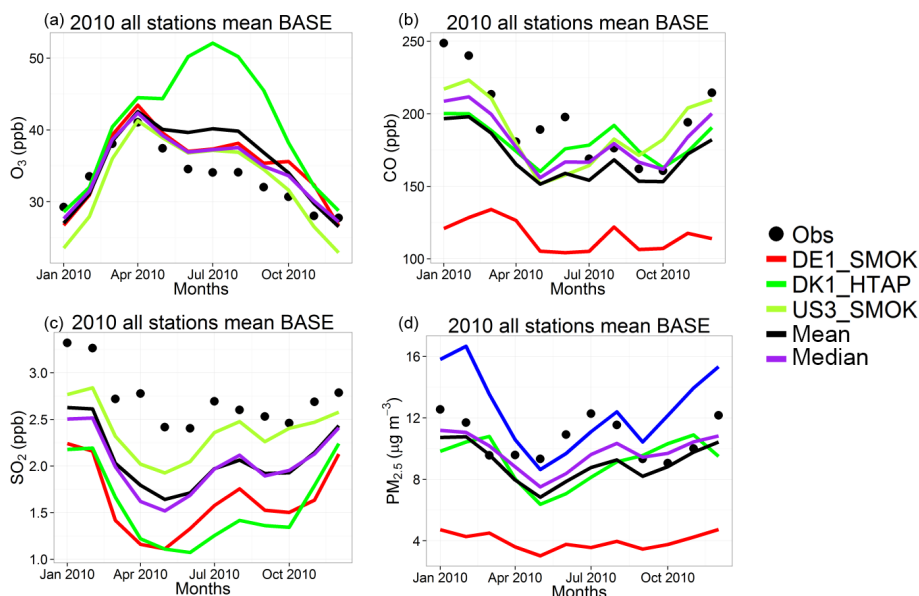 (a) 2010 all stations mean BASE
50
40
30
O₃ (ppb)
Jan 2010 Apr 2010 Jul 2010 Oct 2010
Months
(b) 2010 all stations mean BASE
250
200
150
100
CO (ppb)
Jan 2010 Apr 2010 Jul 2010 Oct 2010
Months
Obs
DE1_SMOK
DK1_HTAP
US3_SMOK
Mean
Median
(c) 2010 all stations mean BASE
3.0
2.5
2.0
1.5
1.0
SO₂ (ppb)
Jan 2010 Apr 2010 Jul 2010 Oct 2010
Months
(d) 2010 all stations mean BASE
16
12
8
4
PM₂.₅ (µg m⁻³)
Jan 2010 Apr 2010 Jul 2010 Oct 2010
Months